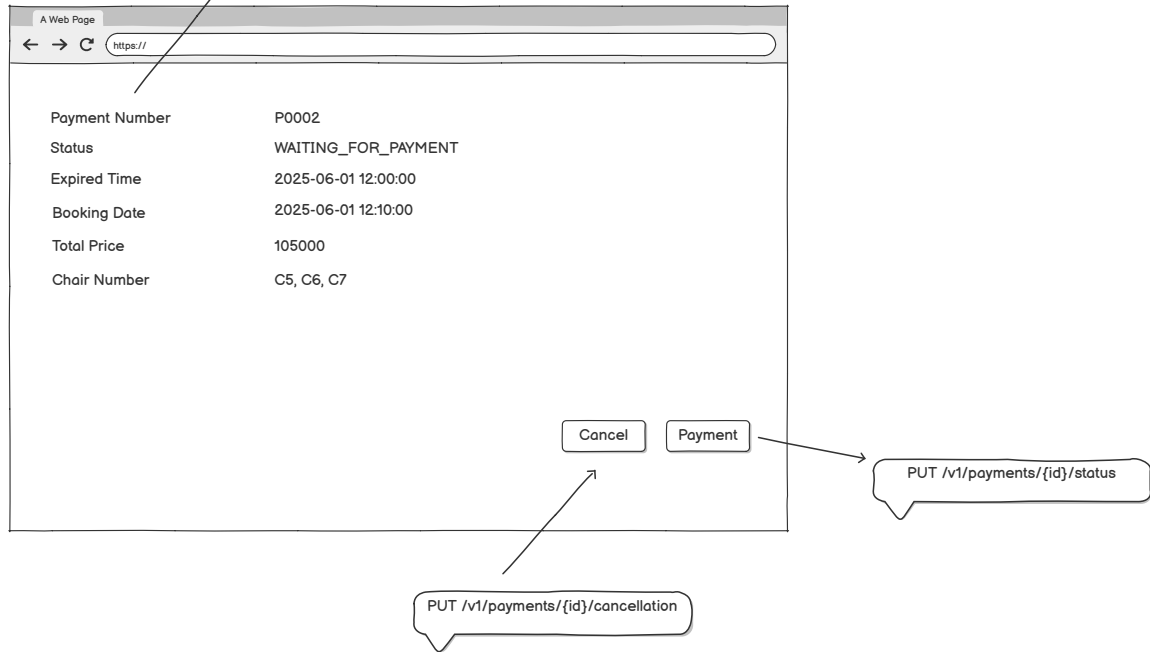 A Web Page
https://
Payment Number P0002
Status WAITING_FOR_PAYMENT
Expired Time 2025-06-01 12:00:00
Booking Date 2025-06-01 12:10:00
Total Price 105000
Chair Number C5, C6, C7
Cancel Payment
PUT /v1/payments/{id}/status
PUT /v1/payments/{id}/cancellation